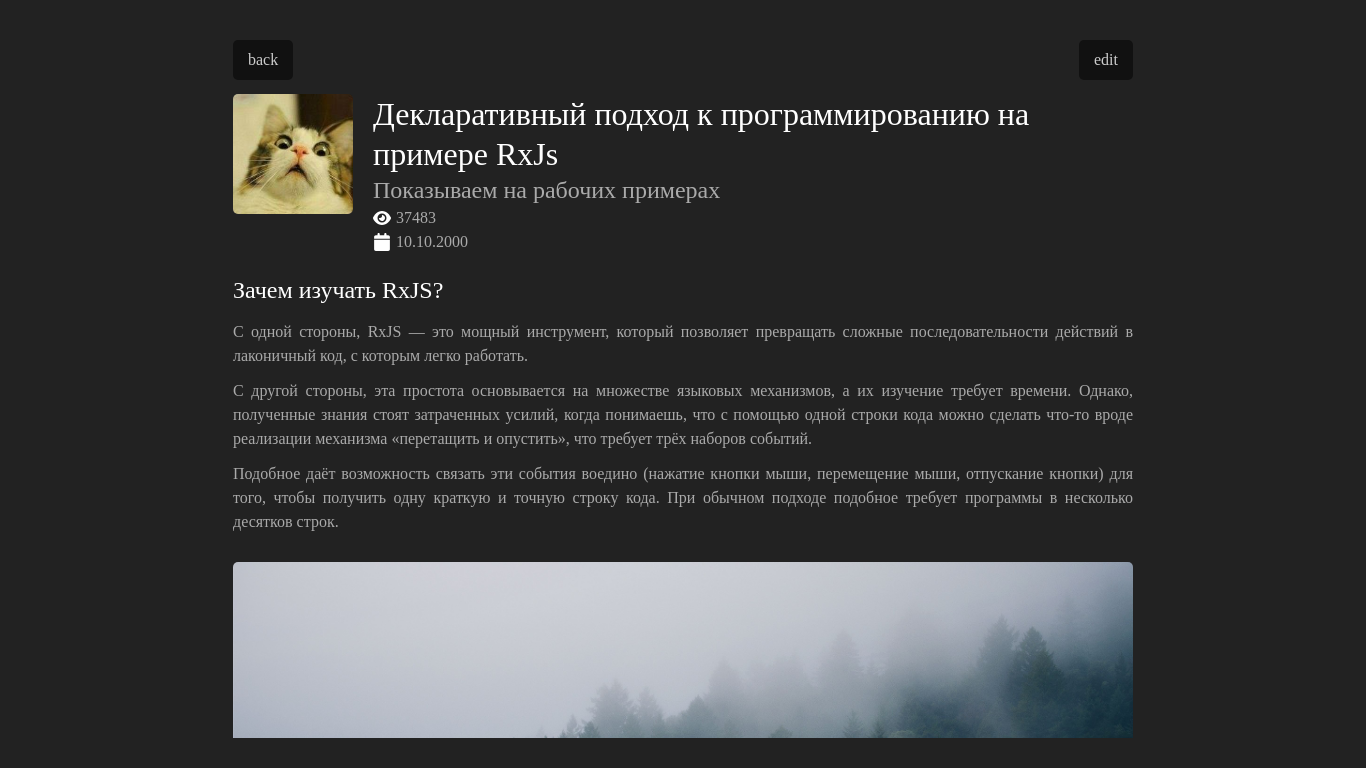 back
edit
Декларативный подход к программированию на
примере RxJs
Показываем на рабочих примерах
37483
10.10.2000
Зачем изучать RxJS?
С одной стороны, RxJS — это мощный инструмент, который позволяет превращать сложные последовательности действий в
лаконичный код, с которым легко работать.
С другой стороны, эта простота основывается на множестве языковых механизмов, а их изучение требует времени. Однако,
полученные знания стоят затраченных усилий, когда понимаешь, что с помощью одной строки кода можно сделать что-то вроде
реализации механизма «перетащить и опустить», что требует трёх наборов событий.
Подобное даёт возможность связать эти события воедино (нажатие кнопки мыши, перемещение мыши, отпускание кнопки) для
того, чтобы получить одну краткую и точную строку кода. При обычном подходе подобное требует программы в несколько
десятков строк.